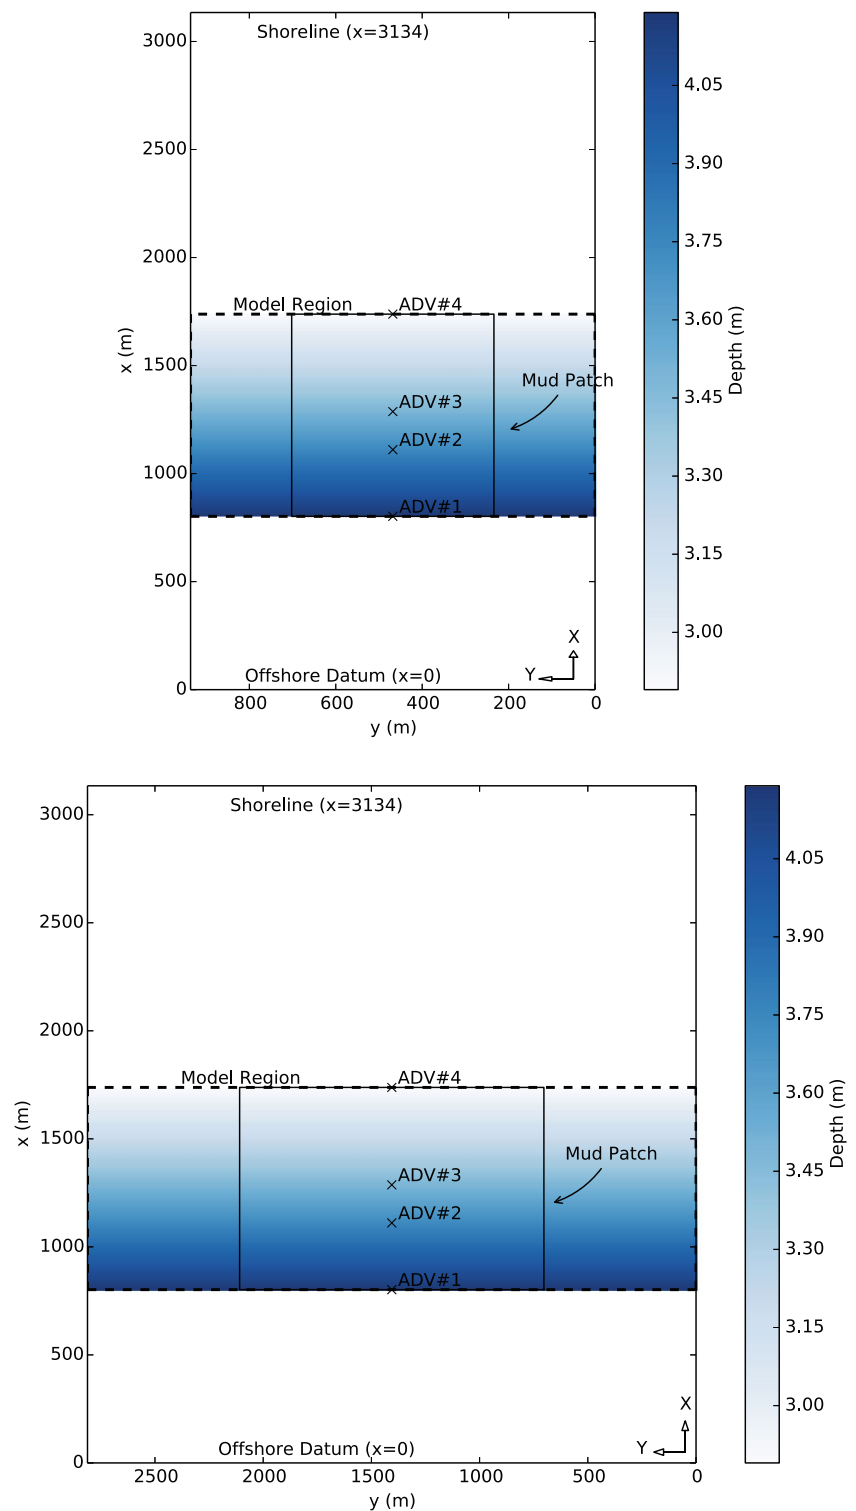 Shoreline (x=3134)
3000
2500
2000
1500
1000
500
0
x (m)
Model Region
ADV#4
ADV#3
ADV#2
ADV#1
Mud Patch
Offshore Datum (x=0)
X
Y
800
600
400
200
0
y (m)
4.05
3.90
3.75
3.60
3.45
3.30
3.15
3.00
Depth (m)
Shoreline (x=3134)
3000
2500
2000
1500
1000
500
0
x (m)
Model Region
ADV#4
ADV#3
ADV#2
ADV#1
Mud Patch
Offshore Datum (x=0)
X
Y
2500
2000
1500
1000
500
0
y (m)
4.05
3.90
3.75
3.60
3.45
3.30
3.15
3.00
Depth (m)